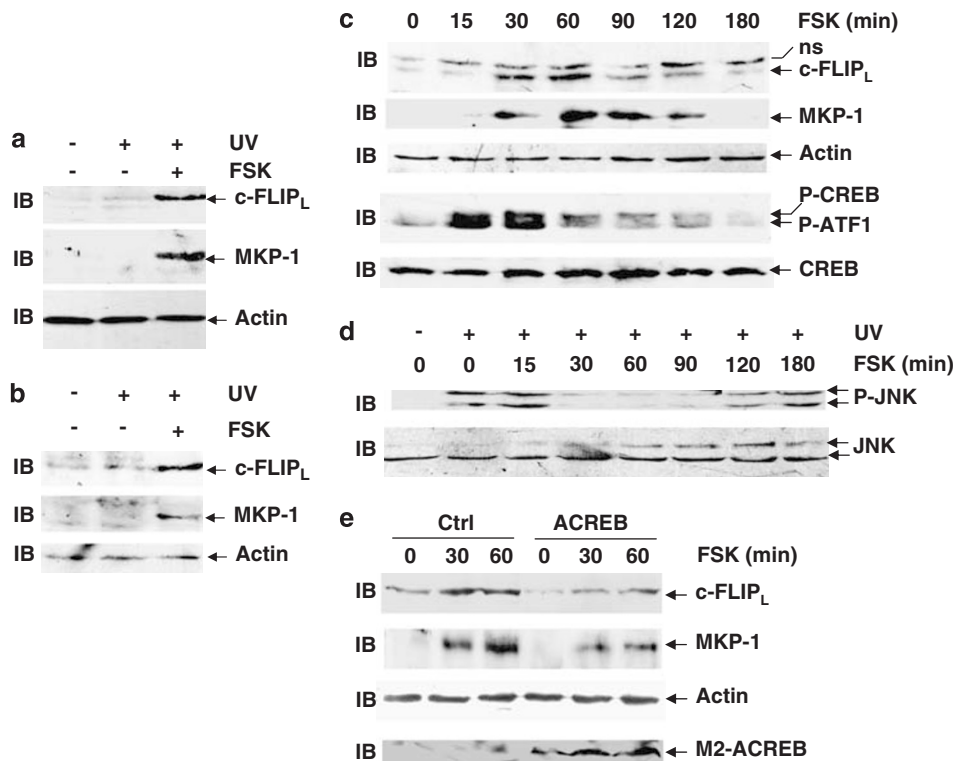 a
- + + UV
- - + FSK
IB c-FLIPL
IB MKP-1
IB Actin
b
- + + UV
- - + FSK
IB c-FLIPL
IB MKP-1
IB Actin
c
0 15 30 60 90 120 180 FSK (min)
ns
IB c-FLIPL
IB MKP-1
IB Actin
P-CREB
IB P-ATF1
IB CREB
d
- + + + + + + + UV
0 0 15 30 60 90 120 180 FSK (min)
IB P-JNK
IB JNK
e
Ctrl ACREB
0 30 60 0 30 60 FSK (min)
IB c-FLIPL
IB MKP-1
IB Actin
IB M2-ACREB